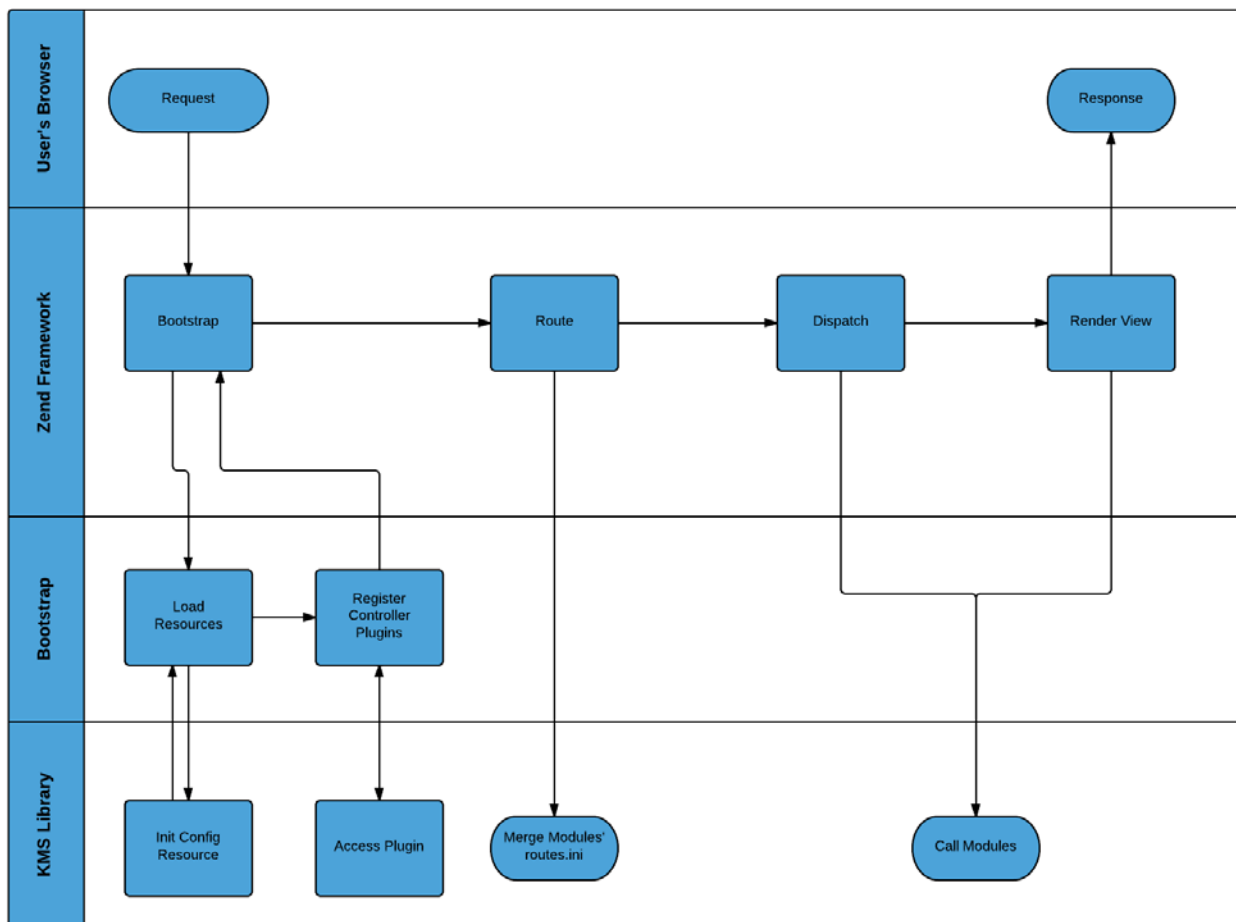 User's Browser
Request
Response
Zend Framework
Bootstrap
Route
Dispatch
Render View
Bootstrap
Load
Resources
Register
Controller
Plugins
KMS Library
Init Config
Resource
Access Plugin
Merge Modules'
routes.ini
Call Modules